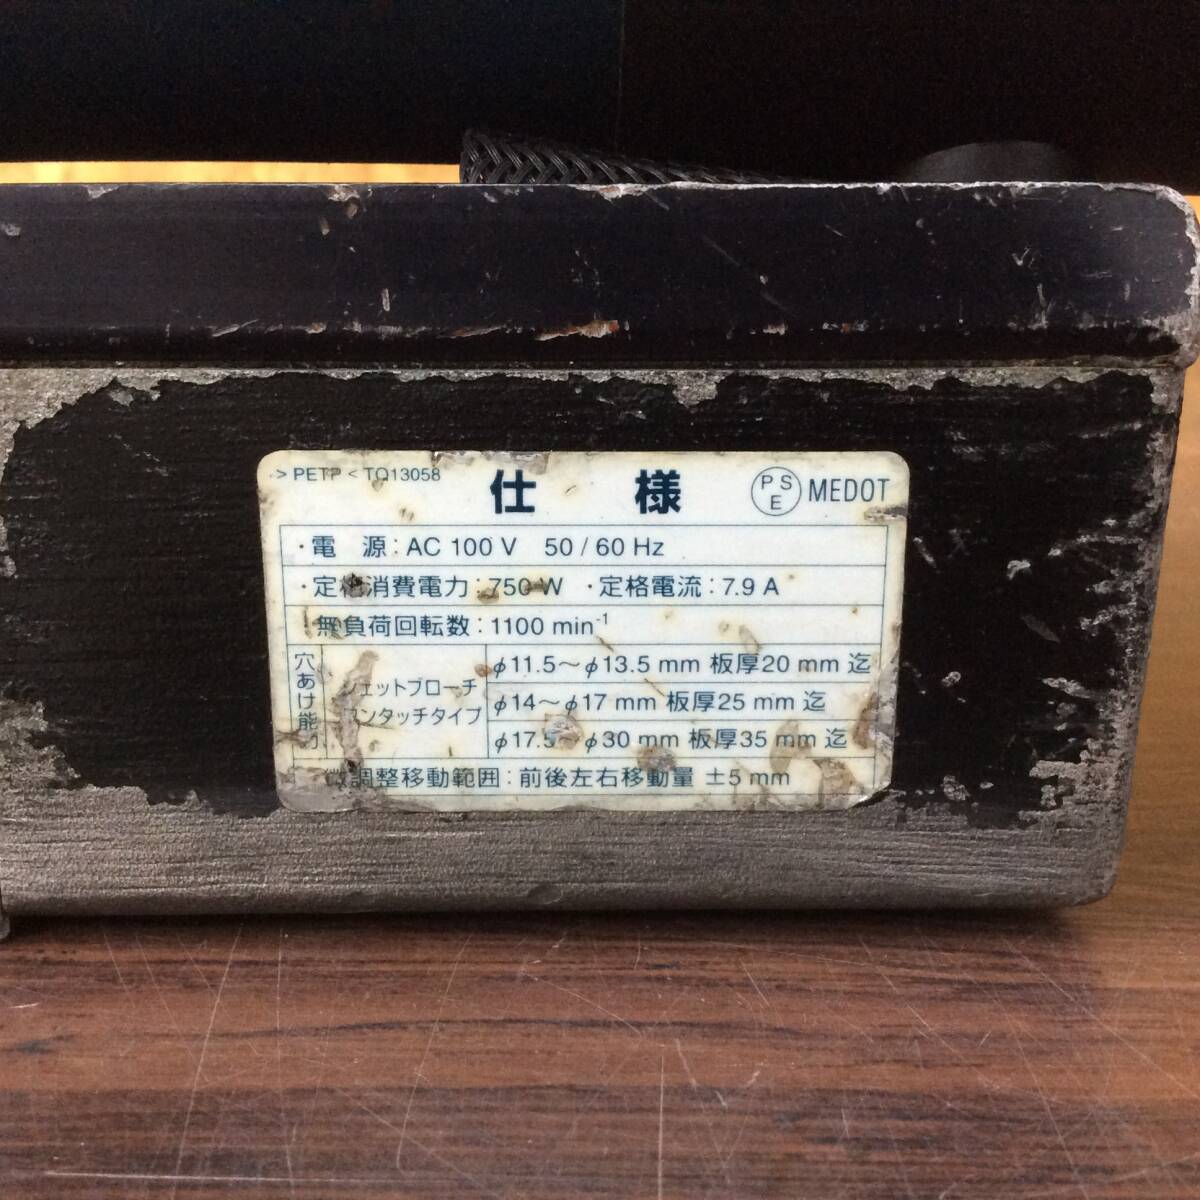 > PETP < TQ13058
仕 様
PSE MEDOT
・電 源：AC 100 V 50 / 60 Hz
・定格消費電力：750 W ・定格電流：7.9 A
無負荷回転数：1100 min⁻¹
穴あけ能力
ジェットブローチ
ワンタッチタイプ
φ11.5～φ13.5 mm 板厚20 mm 迄
φ14～φ17 mm 板厚25 mm 迄
φ17.5～φ30 mm 板厚35 mm 迄
微調整移動範囲：前後左右移動量 ±5 mm